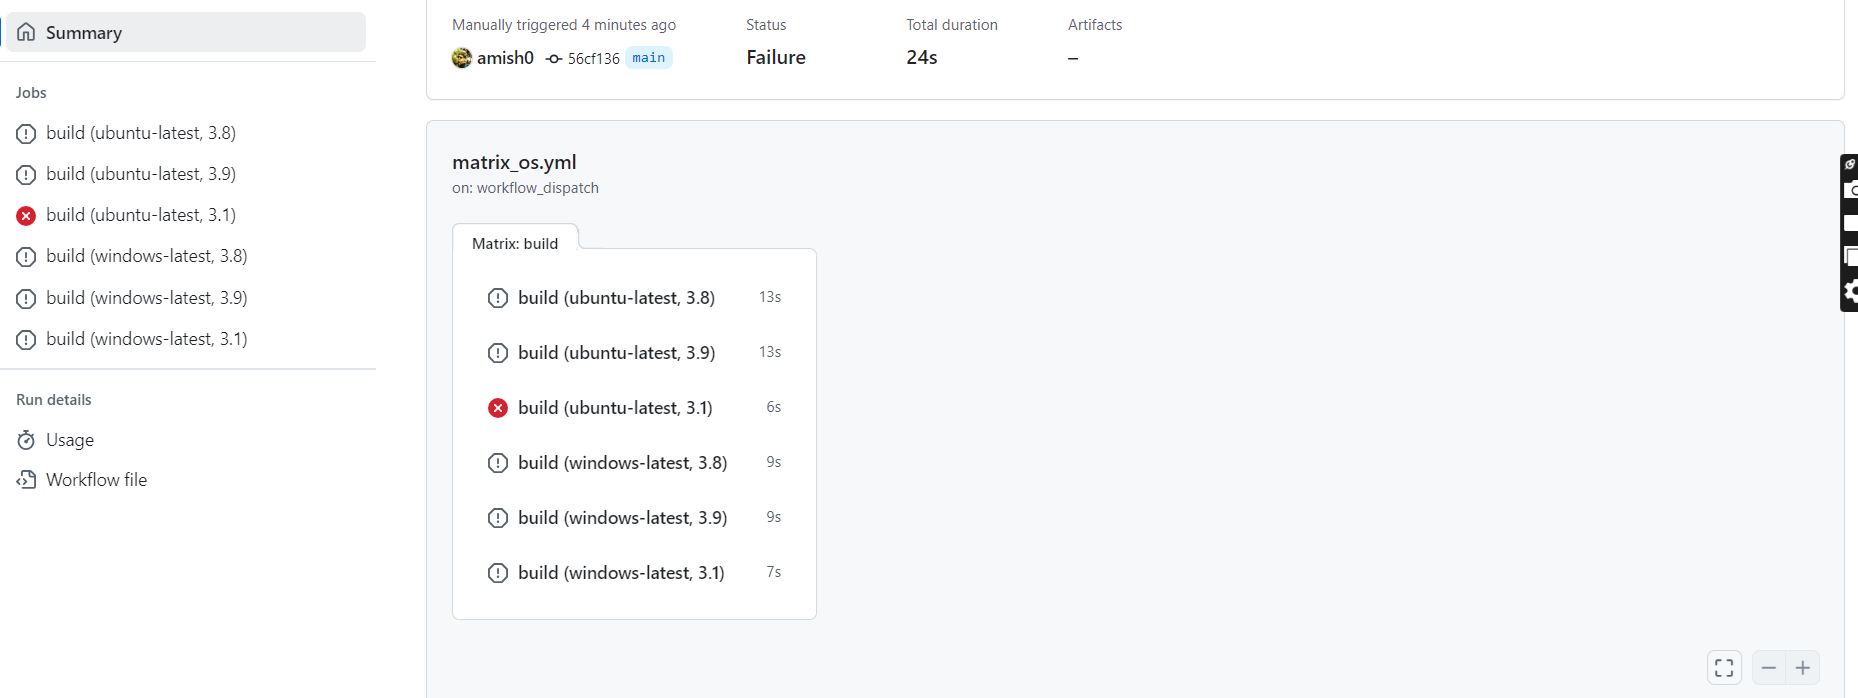 Summary
Jobs
build (ubuntu-latest, 3.8)
build (ubuntu-latest, 3.9)
build (ubuntu-latest, 3.1)
build (windows-latest, 3.8)
build (windows-latest, 3.9)
build (windows-latest, 3.1)
Run details
Usage
Workflow file
Manually triggered 4 minutes ago
amish0 56cf136 main
Status
Failure
Total duration
24s
Artifacts
–
matrix_os.yml
on: workflow_dispatch
Matrix: build
build (ubuntu-latest, 3.8) 13s
build (ubuntu-latest, 3.9) 13s
build (ubuntu-latest, 3.1) 6s
build (windows-latest, 3.8) 9s
build (windows-latest, 3.9) 9s
build (windows-latest, 3.1) 7s